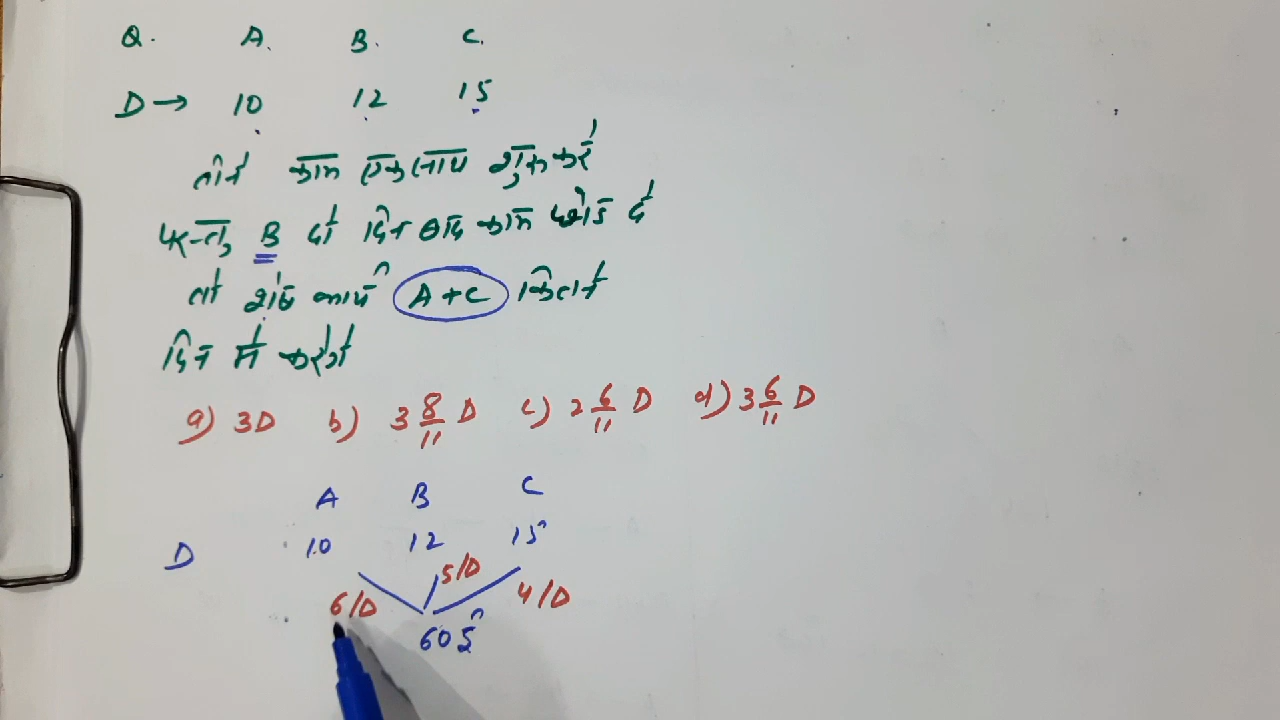 Q. A. B. C.
D → 10 12 15
तीनों काम एक साथ शुरू करें
परन्तु B दो दिन बाद काम छोड़ दें
तो शेष कार्य A+C कितने
दिन में करेंगे
a) 3D b) 3 8/11 D c) 2 6/11 D d) 3 6/11 D
A B C
D 10 12 15
5/D
6/D 4/D
60 इ